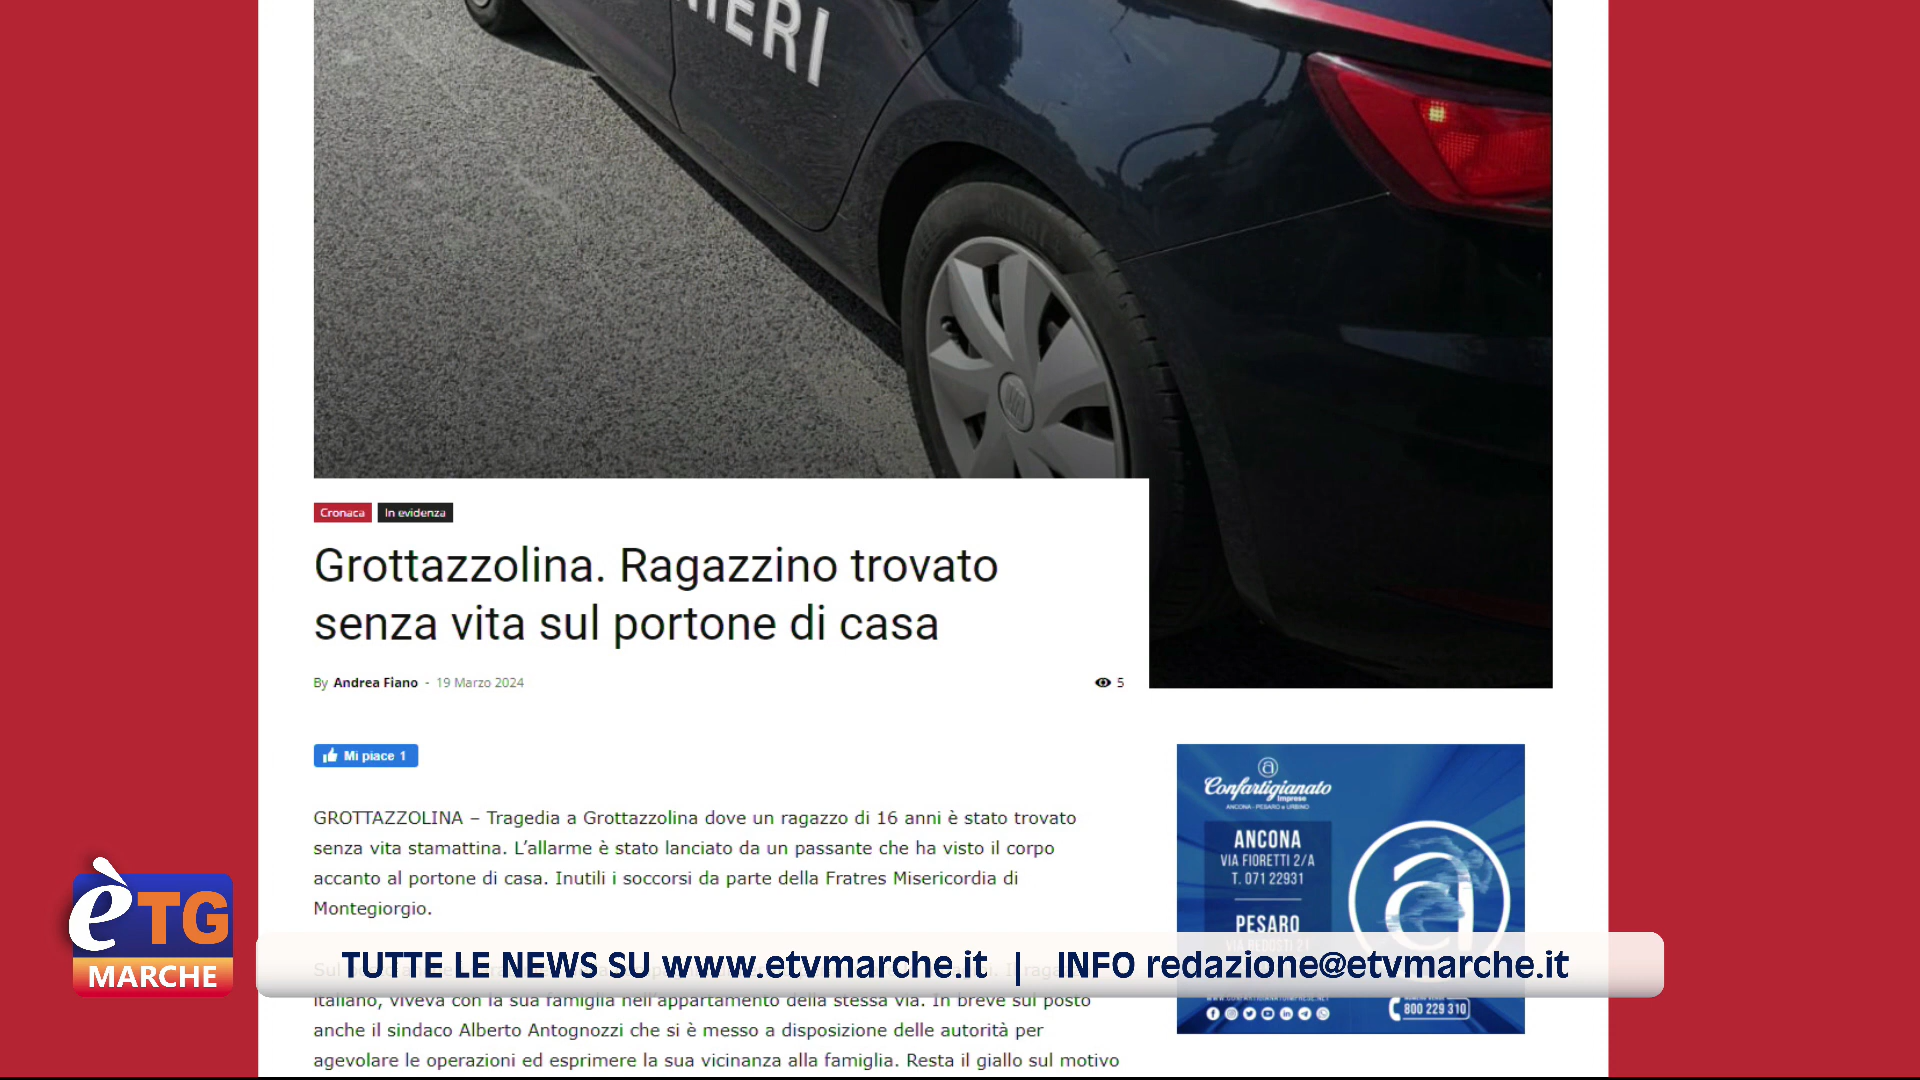 IERI
Cronaca In evidenza
Grottazzolina. Ragazzino trovato
senza vita sul portone di casa
By Andrea Fiano - 19 Marzo 2024 5
Mi piace 1
GROTTAZZOLINA – Tragedia a Grottazzolina dove un ragazzo di 16 anni è stato trovato
senza vita stamattina. L'allarme è stato lanciato da un passante che ha visto il corpo
accanto al portone di casa. Inutili i soccorsi da parte della Fratres Misericordia di
Montegiorgio.
italiano, viveva con la sua famiglia nell'appartamento della stessa via. In breve sul posto
anche il sindaco Alberto Antognozzi che si è messo a disposizione delle autorità per
agevolare le operazioni ed esprimere la sua vicinanza alla famiglia. Resta il giallo sul motivo
a
Confartigianato
Imprese
ANCONA - PESARO e URBINO
ANCONA
VIA FIORETTI 2/A
T. 071 22931
PESARO
a
800 229 310
è TG
MARCHE
TUTTE LE NEWS SU www.etvmarche.it | INFO redazione@etvmarche.it